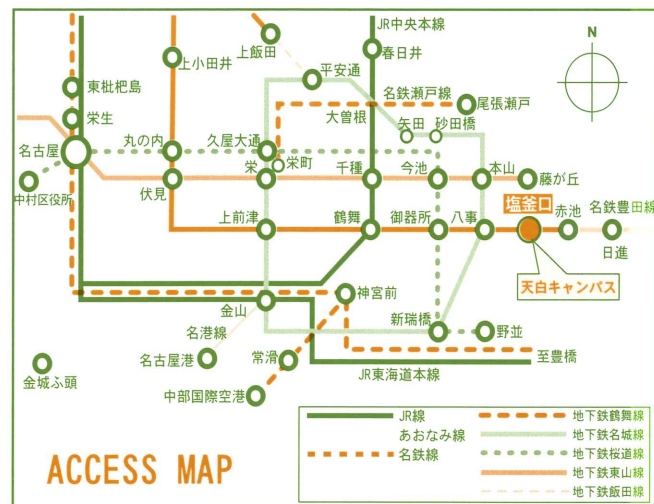 JR中央本線
N
上飯田
上小田井
春日井
平安通
東枇杷島
名鉄瀬戸線
尾張瀬戸
大曽根
矢田
砂田橋
栄生
丸の内
久屋大通
名古屋
栄町
栄
千種
今池
本山
藤が丘
中村区役所
伏見
塩釜口
上前津
鶴舞
御器所
八事
赤池
名鉄豊田線
日進
天白キャンパス
神宮前
金山
新瑞橋
野並
名港線
名古屋港
常滑
至豊橋
JR東海道本線
金城ふ頭
中部国際空港
JR線
あおなみ線
名鉄線
地下鉄鶴舞線
地下鉄名城線
地下鉄桜道線
地下鉄東山線
地下鉄飯田線
ACCESS MAP